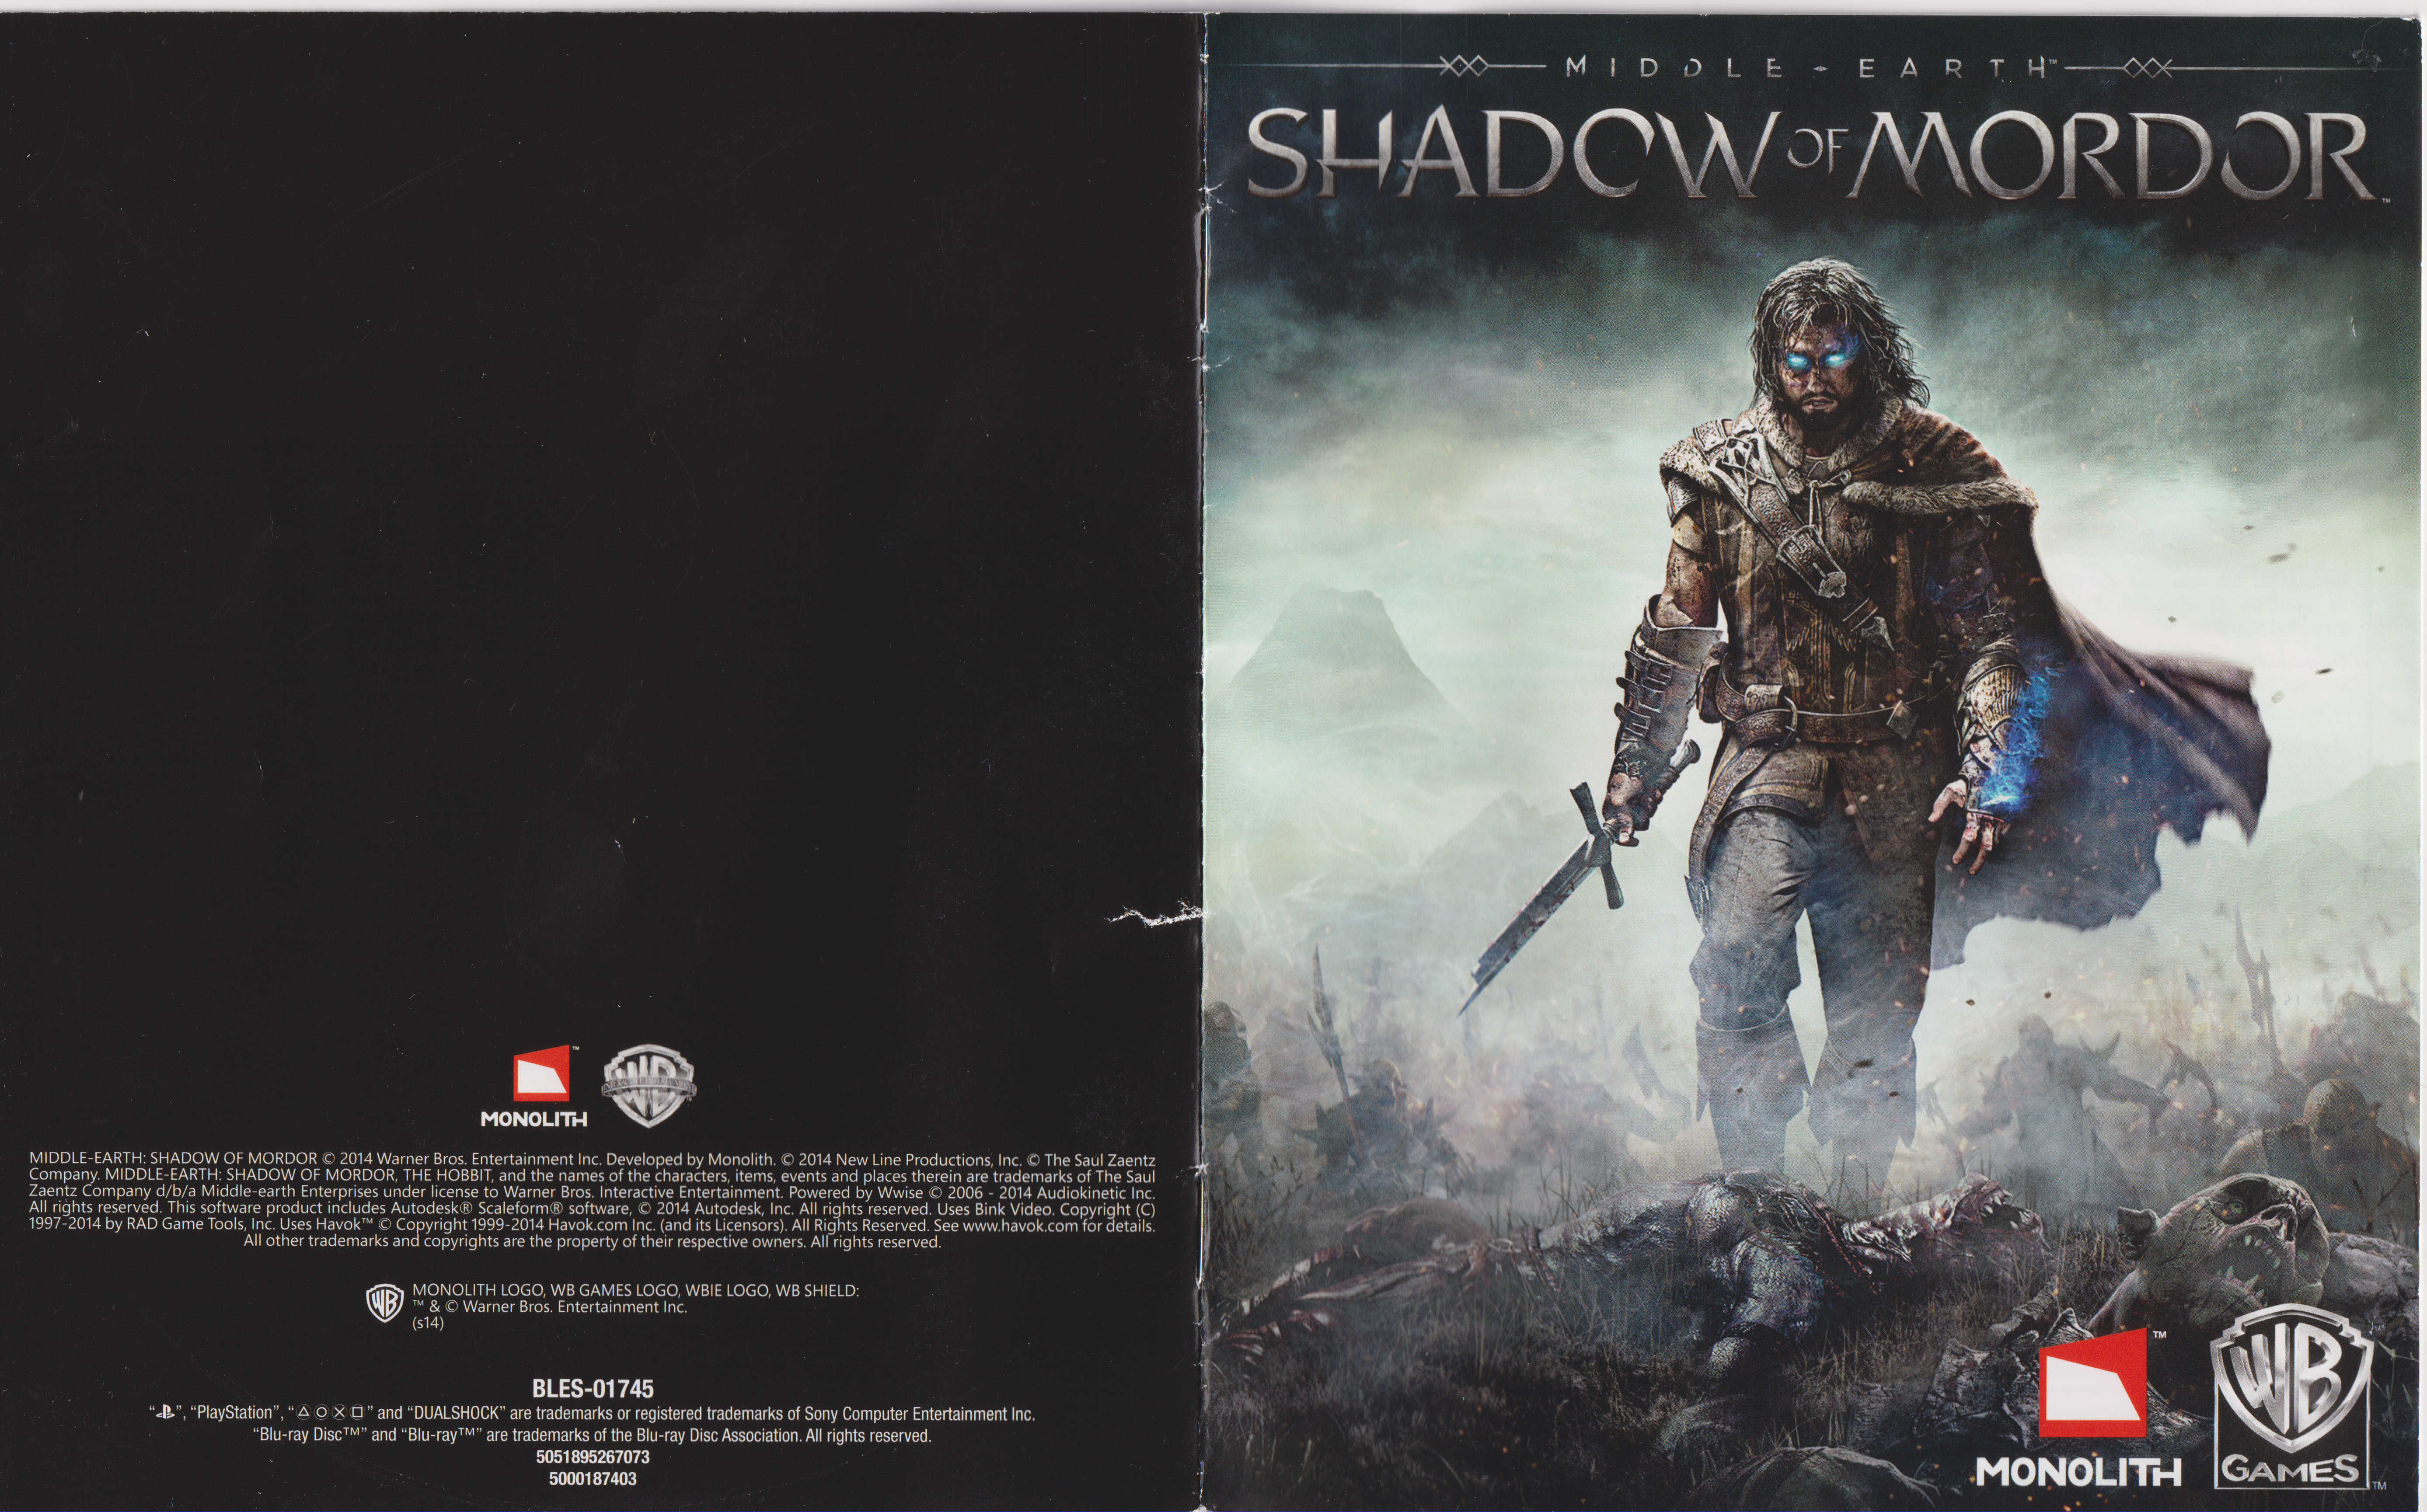 MONOLITH™
WB
INTERACTIVE ENTERTAINMENT
MIDDLE-EARTH: SHADOW OF MORDOR © 2014 Warner Bros. Entertainment Inc. Developed by Monolith. © 2014 New Line Productions, Inc. © The Saul Zaentz
Company. MIDDLE-EARTH: SHADOW OF MORDOR, THE HOBBIT, and the names of the characters, items, events and places therein are trademarks of The Saul
Zaentz Company d/b/a Middle-earth Enterprises under license to Warner Bros. Interactive Entertainment. Powered by Wwise © 2006 - 2014 Audiokinetic Inc.
All rights reserved. This software product includes Autodesk® Scaleform® software, © 2014 Autodesk, Inc. All rights reserved. Uses Bink Video. Copyright (C)
1997-2014 by RAD Game Tools, Inc. Uses Havok™ © Copyright 1999-2014 Havok.com Inc. (and its Licensors). All Rights Reserved. See www.havok.com for details.
All other trademarks and copyrights are the property of their respective owners. All rights reserved.
WB
MONOLITH LOGO, WB GAMES LOGO, WBIE LOGO, WB SHIELD:
™ & © Warner Bros. Entertainment Inc.
(s14)
BLES-01745
“PS”, “PlayStation”, “△○✕□” and “DUALSHOCK” are trademarks or registered trademarks of Sony Computer Entertainment Inc.
“Blu-ray Disc™” and “Blu-ray™” are trademarks of the Blu-ray Disc Association. All rights reserved.
5051895267073
5000187403
MIDDLE-EARTH™
SHADOW OF MORDOR™
MONOLITH™
WB
GAMES™